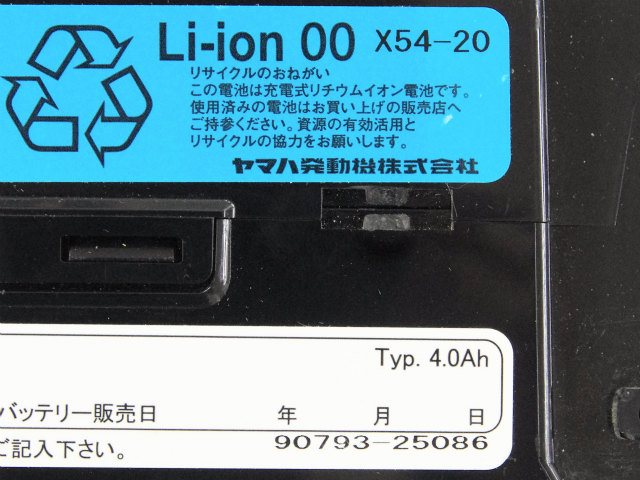 Li-ion 00 X54-20
リサイクルのおねがい
この電池は充電式リチウムイオン電池です。
使用済みの電池はお買い上げの販売店へ
ご持参ください。資源の有効活用と
リサイクルの協力をお願いします。
ヤマハ発動機株式会社
Typ. 4.0Ah
バッテリー販売日 年 月 日
ご記入下さい。 90793-25086